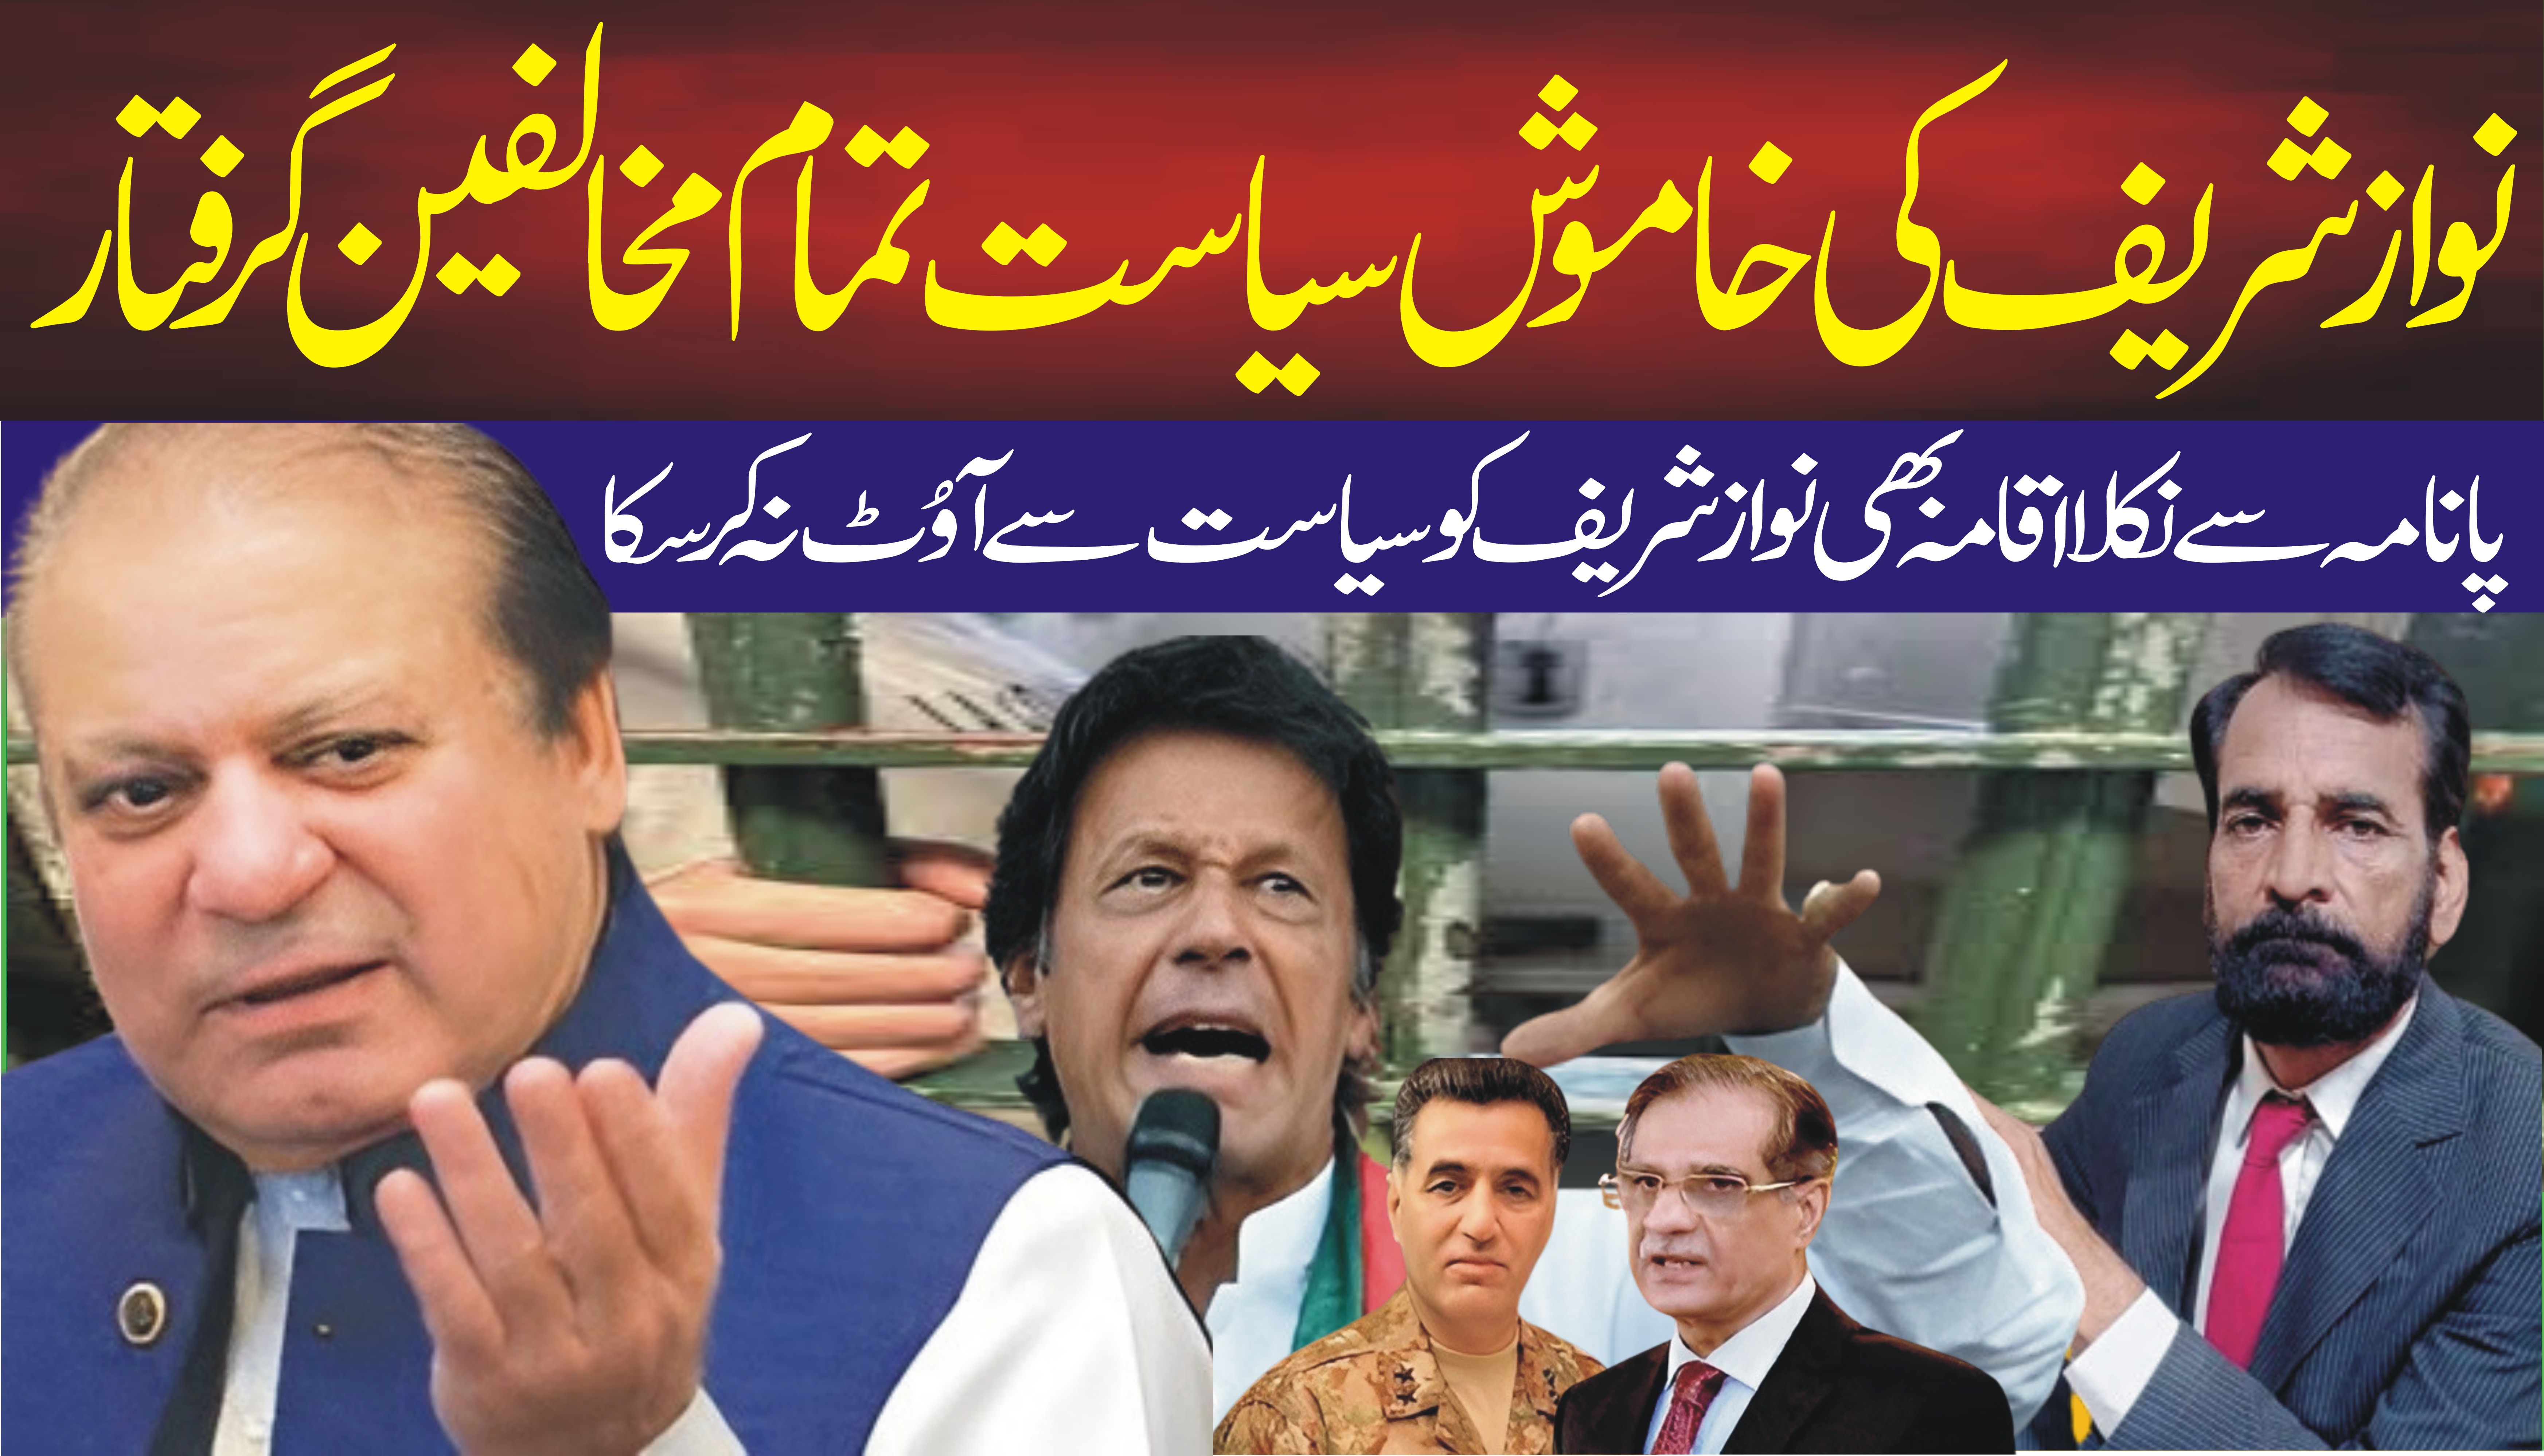 نواز شریف کی خاموش سیاست تمام مخالفین گرفتار
پانامہ سے نکلا اقامہ بھی نواز شریف کو سیاست سے آؤٹ نہ کر سکا